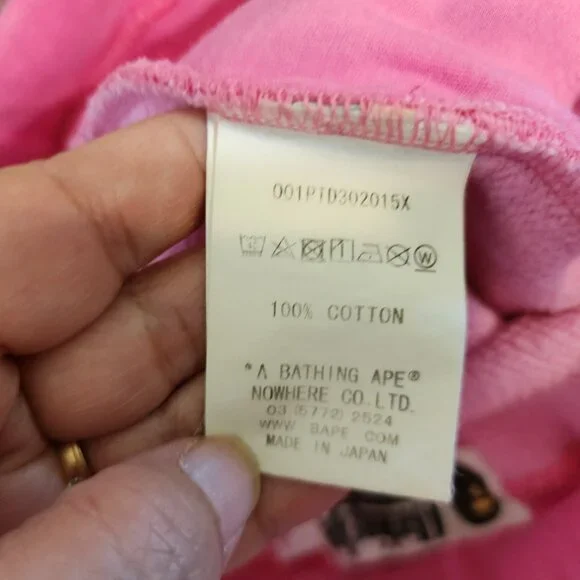 001PTD302015X
W
100% COTTON
"A BATHING APE®
NOWHERE CO.LTD.
03 (5772) 2524
WWW BAPE COM
MADE IN JAPAN